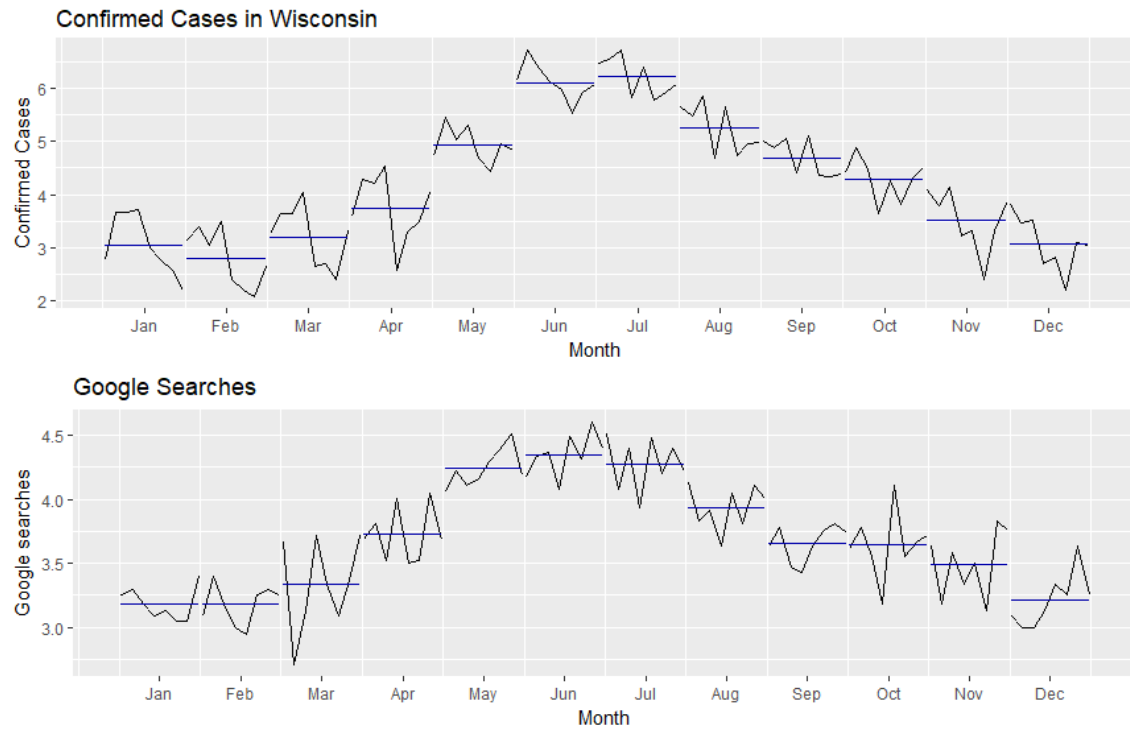 Confirmed Cases in Wisconsin
Confirmed Cases
6
5
4
3
2
Jan Feb Mar Apr May Jun Jul Aug Sep Oct Nov Dec
Month
Google Searches
Google searches
4.5
4.0
3.5
3.0
Jan Feb Mar Apr May Jun Jul Aug Sep Oct Nov Dec
Month